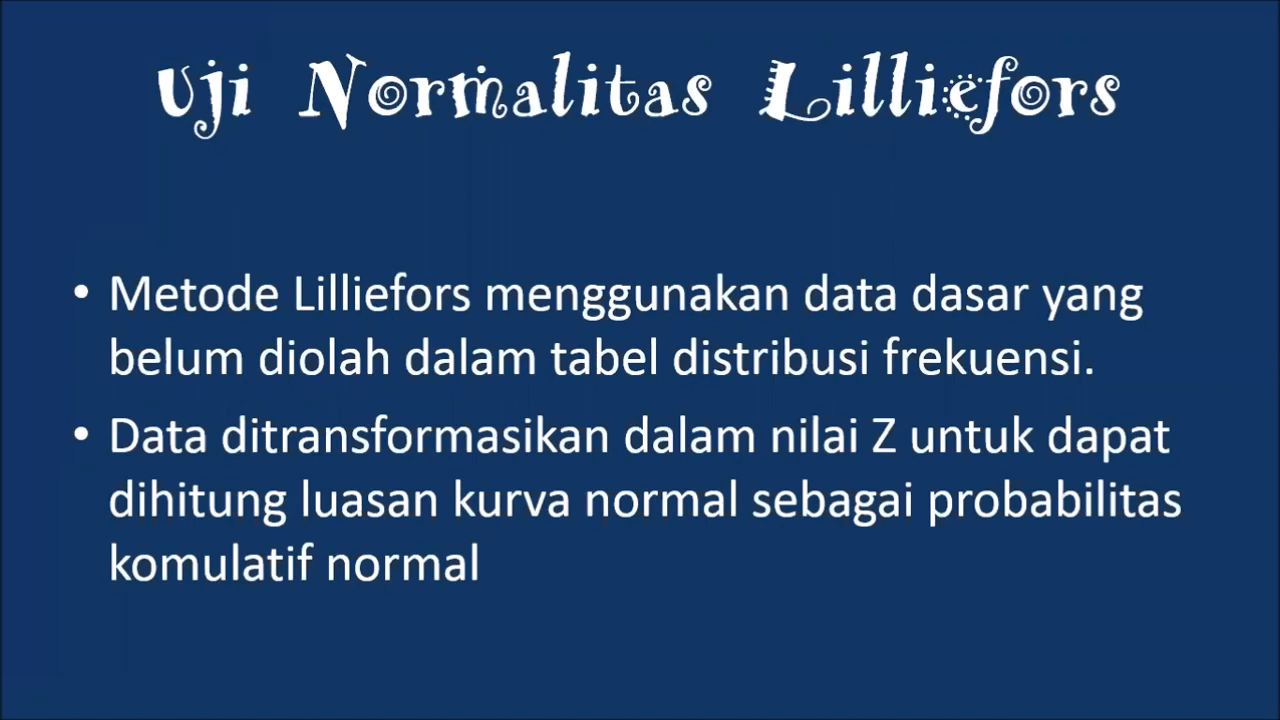 Uji Normalitas Lilliefors
• Metode Lilliefors menggunakan data dasar yang
belum diolah dalam tabel distribusi frekuensi.
• Data ditransformasikan dalam nilai Z untuk dapat
dihitung luasan kurva normal sebagai probabilitas
komulatif normal